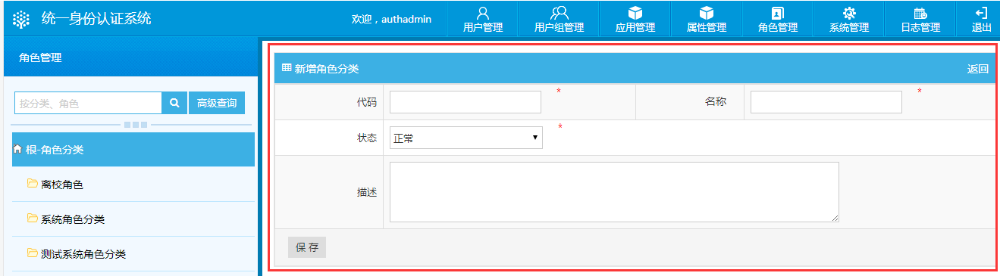 统一身份认证系统
欢迎，authadmin
用户管理
用户组管理
应用管理
属性管理
角色管理
系统管理
日志管理
退出
角色管理
按分类、角色
高级查询
根-角色分类
离校角色
系统角色分类
测试系统角色分类
新增角色分类
返回
代码
*
名称
*
状态
正常
*
描述
保 存